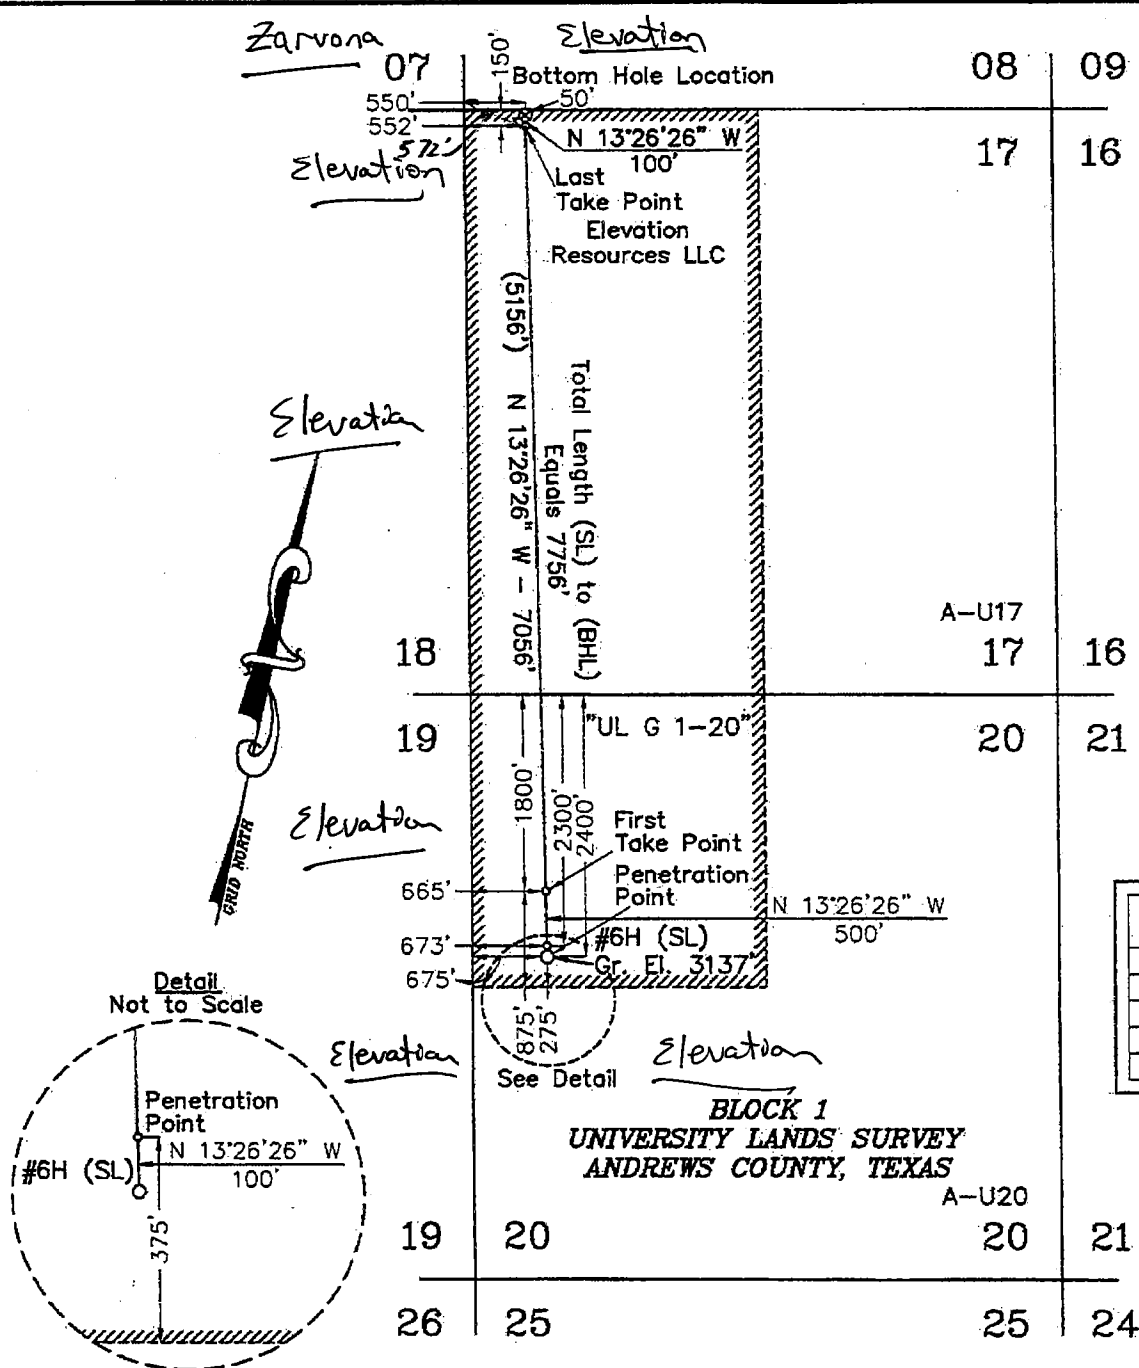 Zarvona
Elevation
07
150'
Bottom Hole Location
08
09
550'
50'
552'
572'
N 13°26'26" W
100'
17
16
Elevation
Last
Take Point
Elevation
Resources LLC
(5156') N 13°26'26" W - 7056'
Total Length (SL) to (BHL)
Equals 7756'
Elevation
GRID NORTH
A-U17
18
17
16
19
"UL G 1-20"
20
21
1800'
2300'
2400'
Elevation
First
Take Point
665'
Penetration
Point
N 13°26'26" W
500'
673'
#6H (SL)
675'
Gr. El. 3137'
875'
275'
Detail
Not to Scale
Elevation
See Detail
Elevation
Penetration
Point
N 13°26'26" W
100'
#6H (SL)
375'
BLOCK 1
UNIVERSITY LANDS SURVEY
ANDREWS COUNTY, TEXAS
A-U20
19
20
20
21
26
25
25
24